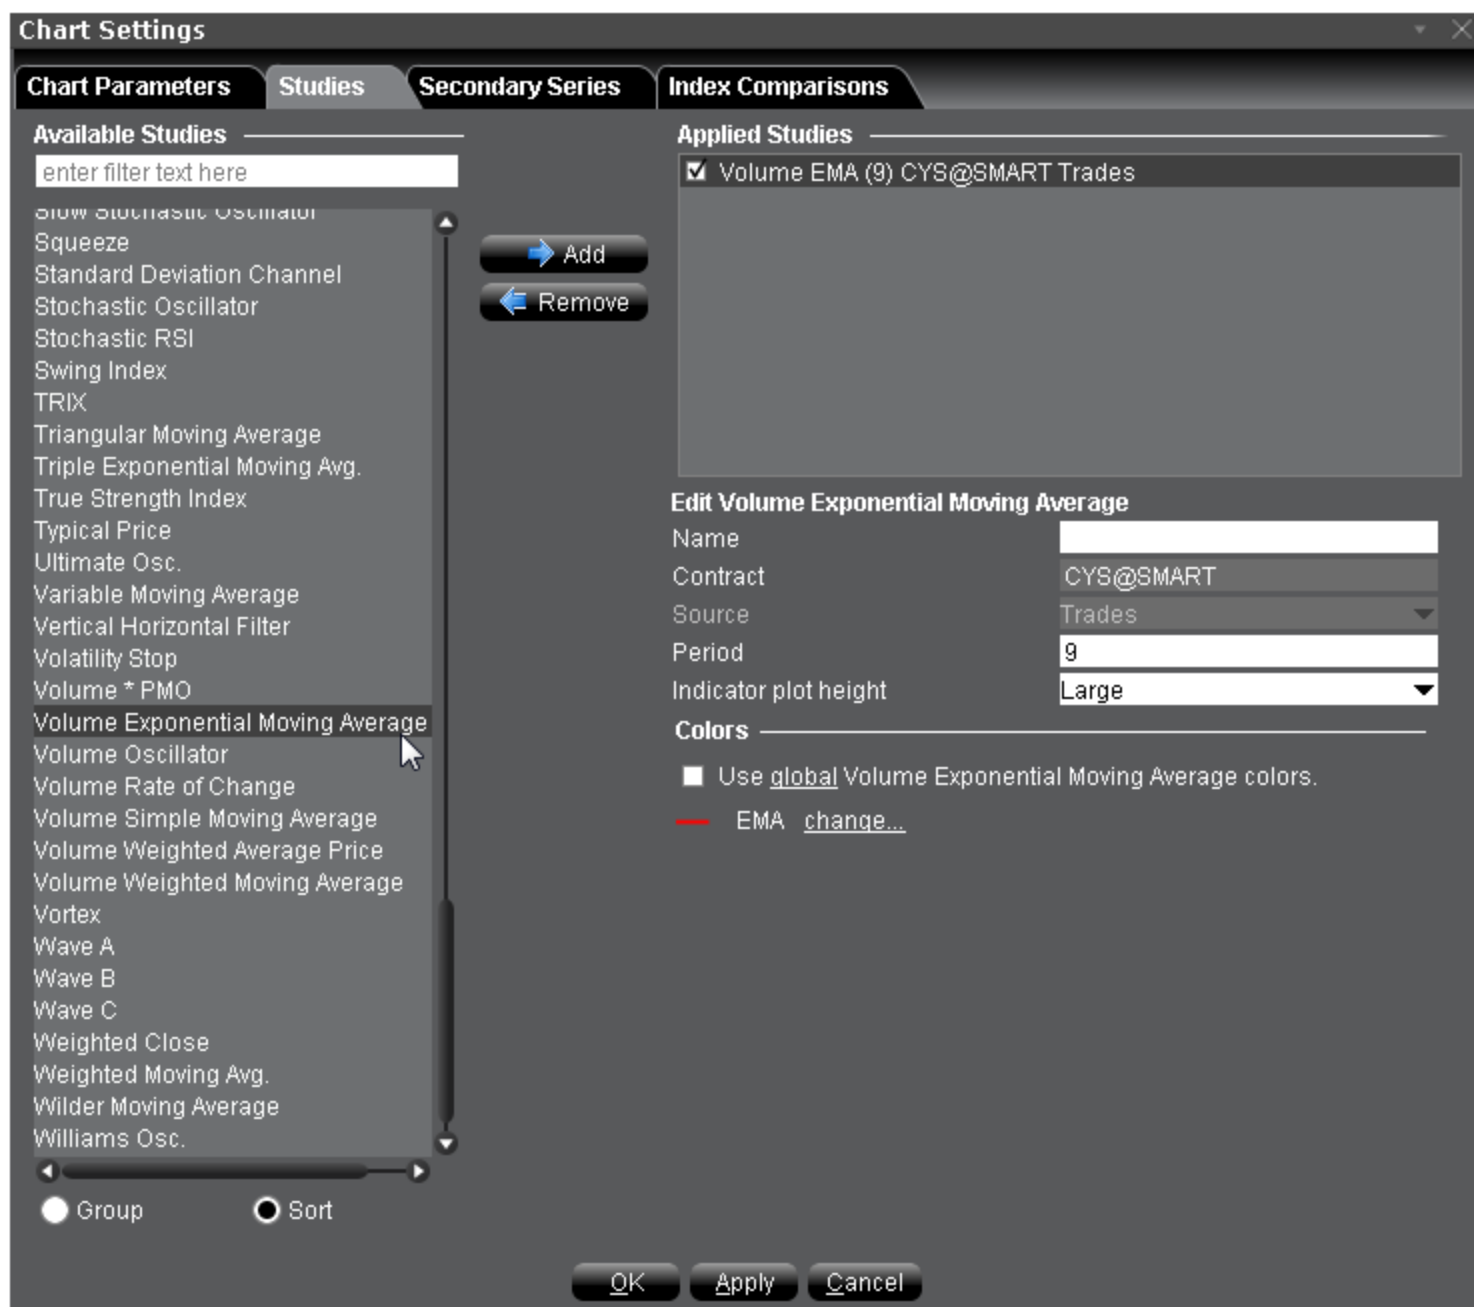 Chart Settings
Chart Parameters
Studies
Secondary Series
Index Comparisons
Available Studies
enter filter text here
Slow Stochastic Oscillator
Squeeze
Standard Deviation Channel
Stochastic Oscillator
Stochastic RSI
Swing Index
TRIX
Triangular Moving Average
Triple Exponential Moving Avg.
True Strength Index
Typical Price
Ultimate Osc.
Variable Moving Average
Vertical Horizontal Filter
Volatility Stop
Volume * PMO
Volume Exponential Moving Average
Volume Oscillator
Volume Rate of Change
Volume Simple Moving Average
Volume Weighted Average Price
Volume Weighted Moving Average
Vortex
Wave A
Wave B
Wave C
Weighted Close
Weighted Moving Avg.
Wilder Moving Average
Williams Osc.
Group
Sort
Add
Remove
Applied Studies
Volume EMA (9) CYS@SMART Trades
Edit Volume Exponential Moving Average
Name
Contract CYS@SMART
Source Trades
Period 9
Indicator plot height Large
Colors
Use global Volume Exponential Moving Average colors.
EMA change...
OK
Apply
Cancel